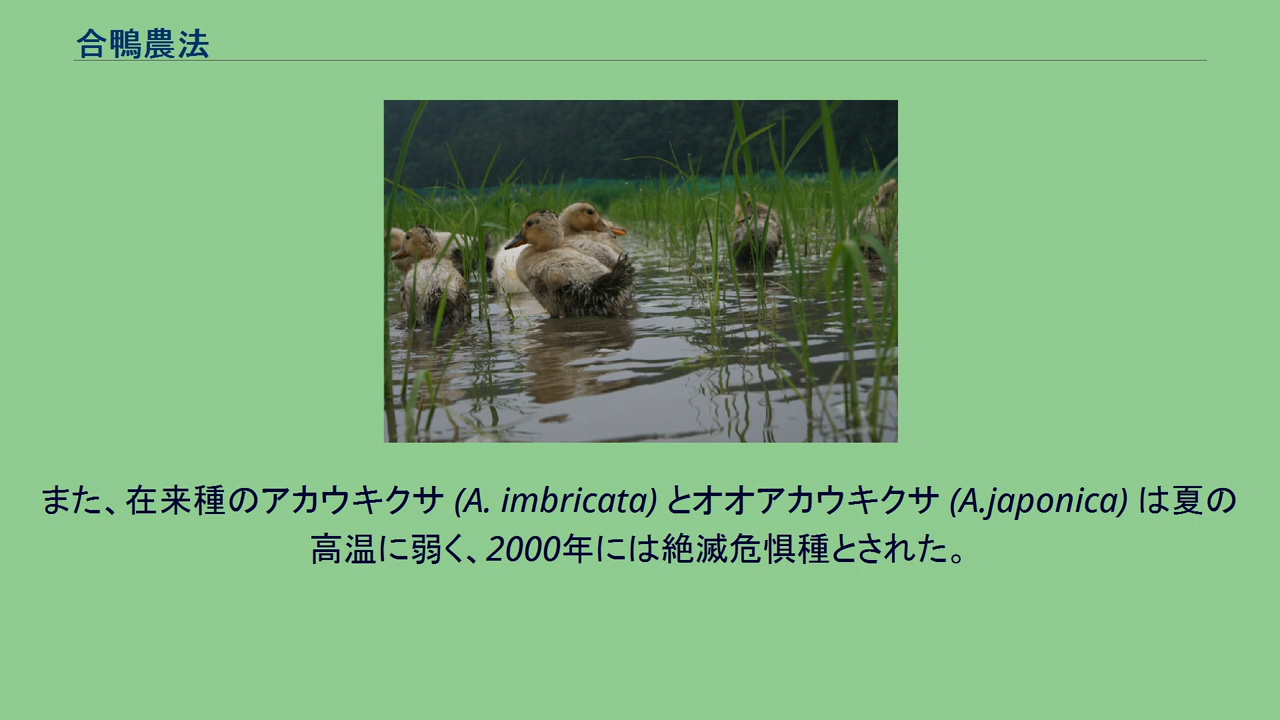 合鴨農法
また、在来種のアカウキクサ (A. imbricata) とオオアカウキクサ (A.japonica) は夏の
高温に弱く、2000年には絶滅危惧種とされた。